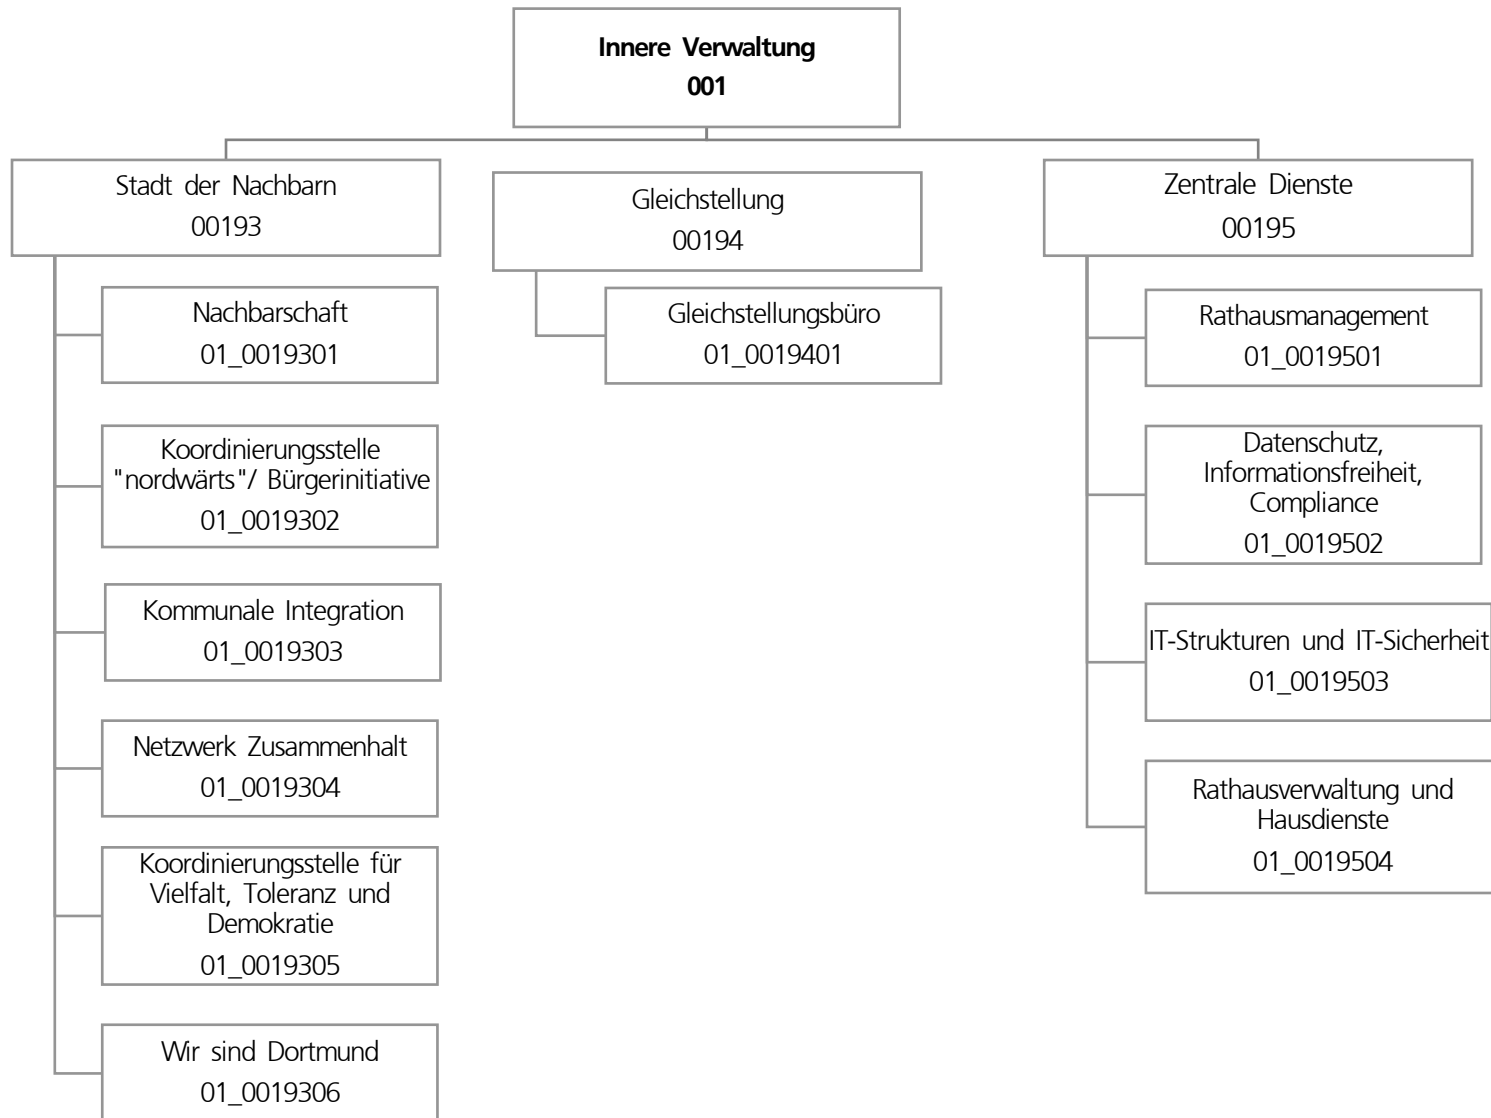 Innere Verwaltung
001
Stadt der Nachbarn
00193
Nachbarschaft
01_0019301
Koordinierungsstelle
"nordwärts"/ Bürgerinitiative
01_0019302
Kommunale Integration
01_0019303
Netzwerk Zusammenhalt
01_0019304
Koordinierungsstelle für
Vielfalt, Toleranz und
Demokratie
01_0019305
Wir sind Dortmund
01_0019306
Gleichstellung
00194
Gleichstellungsbüro
01_0019401
Zentrale Dienste
00195
Rathausmanagement
01_0019501
Datenschutz,
Informationsfreiheit,
Compliance
01_0019502
IT-Strukturen und IT-Sicherheit
01_0019503
Rathausverwaltung und
Hausdienste
01_0019504